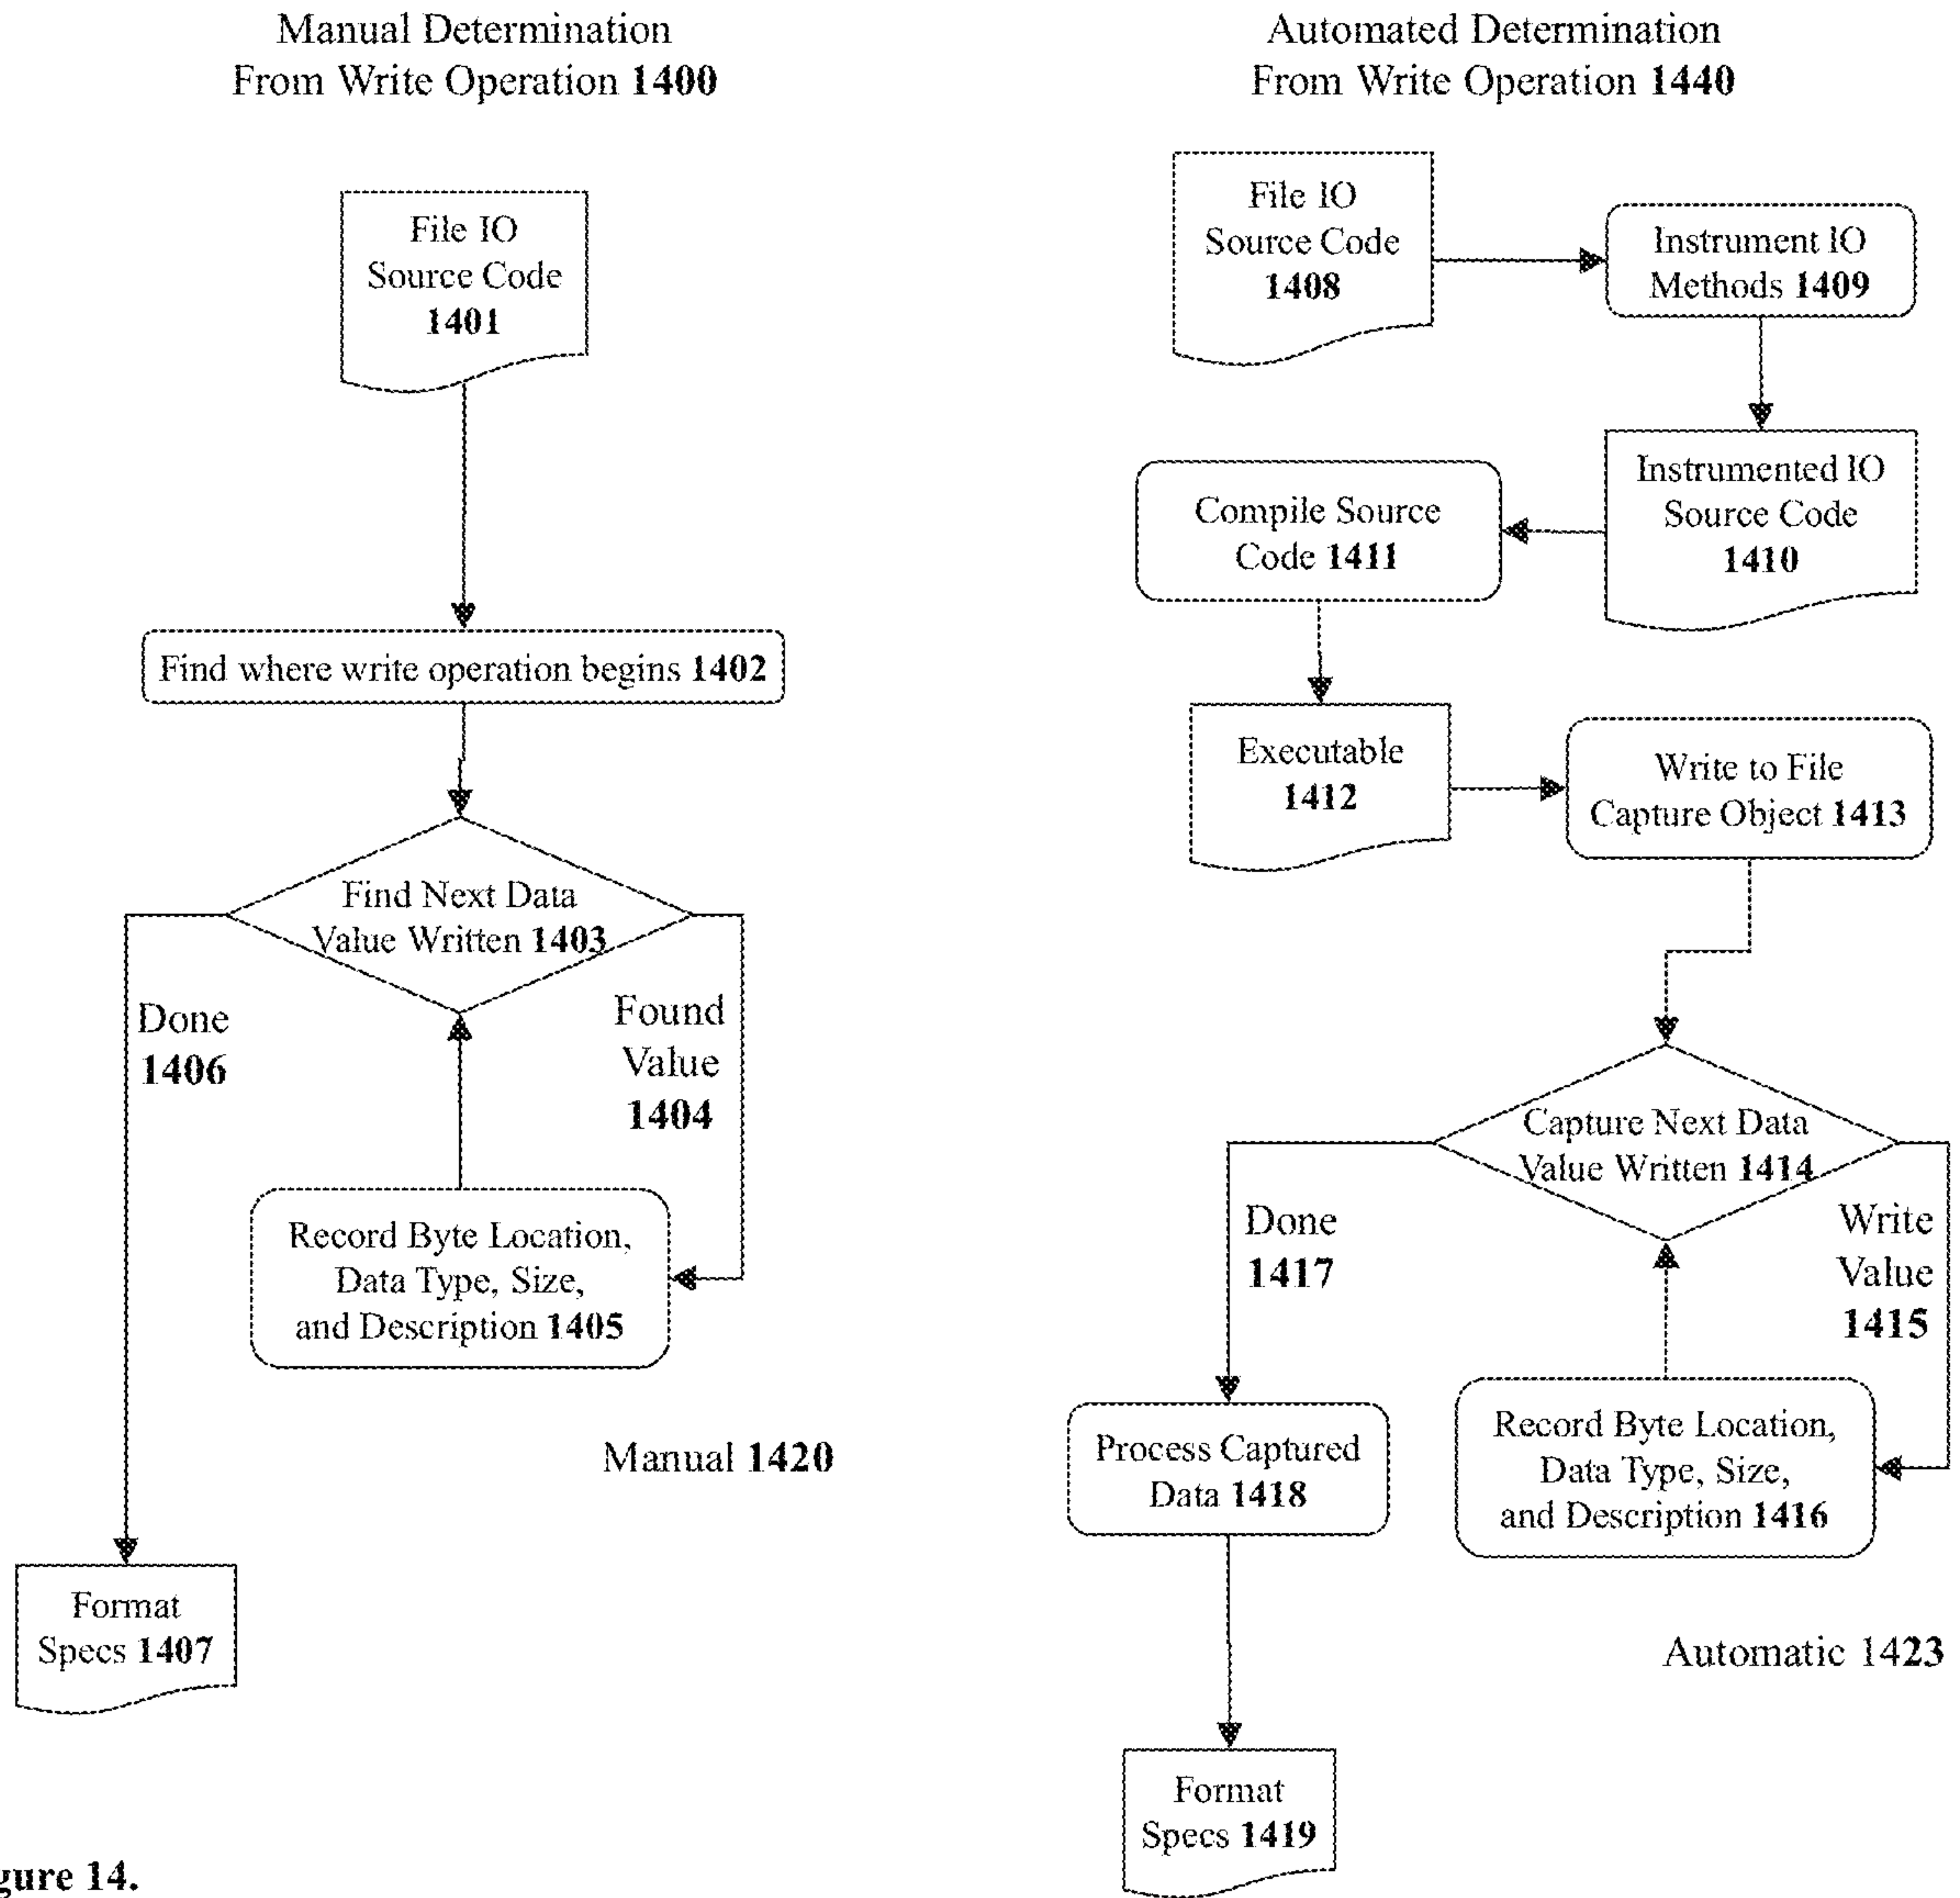 Manual Determination
From Write Operation 1400
File IO
Source Code
1401
Find where write operation begins 1402
Find Next Data
Value Written 1403
Done
1406
Found
Value
1404
Record Byte Location,
Data Type, Size,
and Description 1405
Manual 1420
Format
Specs 1407
Automated Determination
From Write Operation 1440
File IO
Source Code
1408
Instrument IO
Methods 1409
Instrumented IO
Source Code
1410
Compile Source
Code 1411
Executable
1412
Write to File
Capture Object 1413
Capture Next Data
Value Written 1414
Done
1417
Write
Value
1415
Process Captured
Data 1418
Record Byte Location,
Data Type, Size,
and Description 1416
Automatic 1423
Format
Specs 1419
gure 14.